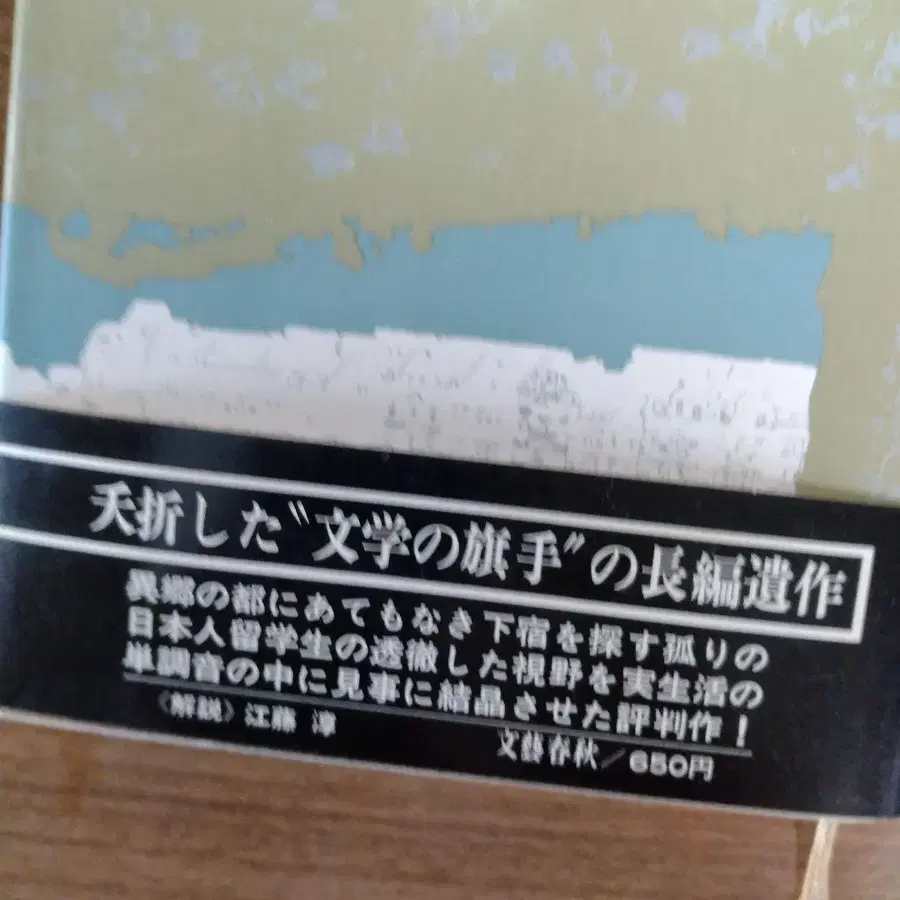 夭折した〝文学の旗手〟の長編遺作
異郷の都にあてもなき下宿を探す孤りの
日本人留学生の透徹した視野を実生活の
単調音の中に見事に結晶させた評判作！
〈解説〉江藤 淳
文藝春秋／650円